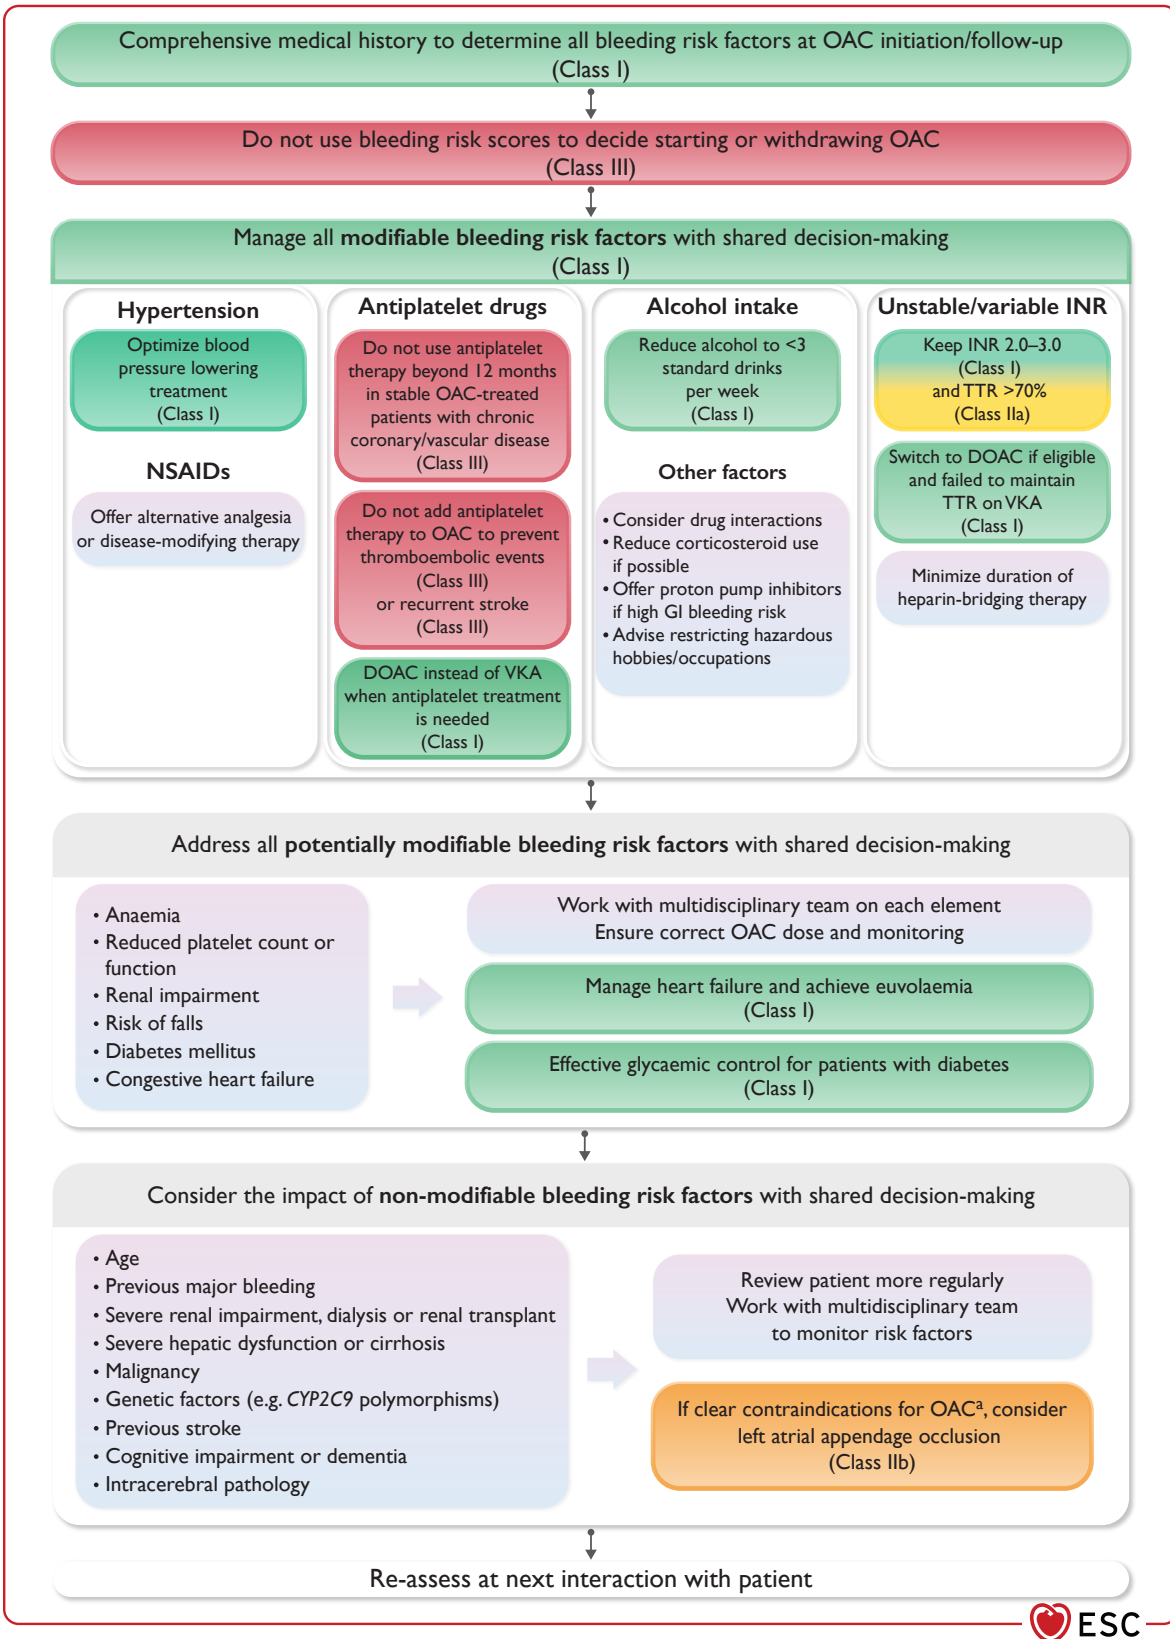 Comprehensive medical history to determine all bleeding risk factors at OAC initiation/follow-up
(Class I)
Do not use bleeding risk scores to decide starting or withdrawing OAC
(Class III)
Manage all modifiable bleeding risk factors with shared decision-making
(Class I)
Hypertension
Optimize blood
pressure lowering
treatment
(Class I)
NSAIDs
Offer alternative analgesia
or disease-modifying therapy
Antiplatelet drugs
Do not use antiplatelet
therapy beyond 12 months
in stable OAC-treated
patients with chronic
coronary/vascular disease
(Class III)
Do not add antiplatelet
therapy to OAC to prevent
thromboembolic events
(Class III)
or recurrent stroke
(Class III)
DOAC instead of VKA
when antiplatelet treatment
is needed
(Class I)
Alcohol intake
Reduce alcohol to <3
standard drinks
per week
(Class I)
Other factors
• Consider drug interactions
• Reduce corticosteroid use
if possible
• Offer proton pump inhibitors
if high GI bleeding risk
• Advise restricting hazardous
hobbies/occupations
Unstable/variable INR
Keep INR 2.0–3.0
(Class I)
and TTR >70%
(Class IIa)
Switch to DOAC if eligible
and failed to maintain
TTR on VKA
(Class I)
Minimize duration of
heparin-bridging therapy
Address all potentially modifiable bleeding risk factors with shared decision-making
• Anaemia
• Reduced platelet count or
function
• Renal impairment
• Risk of falls
• Diabetes mellitus
• Congestive heart failure
Work with multidisciplinary team on each element
Ensure correct OAC dose and monitoring
Manage heart failure and achieve euvolaemia
(Class I)
Effective glycaemic control for patients with diabetes
(Class I)
Consider the impact of non-modifiable bleeding risk factors with shared decision-making
• Age
• Previous major bleeding
• Severe renal impairment, dialysis or renal transplant
• Severe hepatic dysfunction or cirrhosis
• Malignancy
• Genetic factors (e.g. CYP2C9 polymorphisms)
• Previous stroke
• Cognitive impairment or dementia
• Intracerebral pathology
Review patient more regularly
Work with multidisciplinary team
to monitor risk factors
If clear contraindications for OACᵃ, consider
left atrial appendage occlusion
(Class IIb)
Re-assess at next interaction with patient
ESC